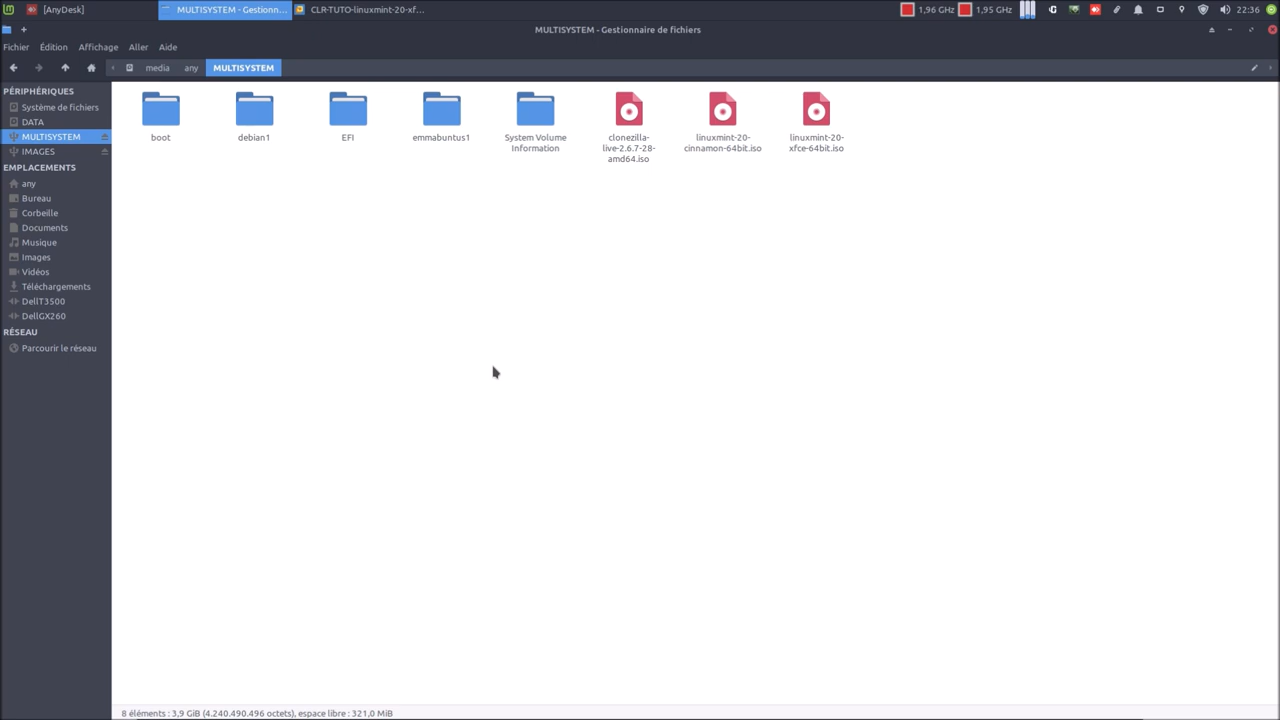 [AnyDesk]
MULTISYSTEM - Gestionn...
CLR-TUTO-linuxmint-20-xf...
1,96 GHz
1,95 GHz
22:36
MULTISYSTEM - Gestionnaire de fichiers
Fichier
Édition
Affichage
Aller
Aide
media
any
MULTISYSTEM
PÉRIPHÉRIQUES
Système de fichiers
DATA
MULTISYSTEM
IMAGES
EMPLACEMENTS
any
Bureau
Corbeille
Documents
Musique
Images
Vidéos
Téléchargements
DellT3500
DellGX260
RÉSEAU
Parcourir le réseau
boot
debian1
EFI
emmabuntus1
System Volume
Information
clonezilla-
live-2.6.7-28-
amd64.iso
linuxmint-20-
cinnamon-64bit.iso
linuxmint-20-
xfce-64bit.iso
8 éléments : 3,9 GiB (4.240.490.496 octets), espace libre : 321,0 MiB